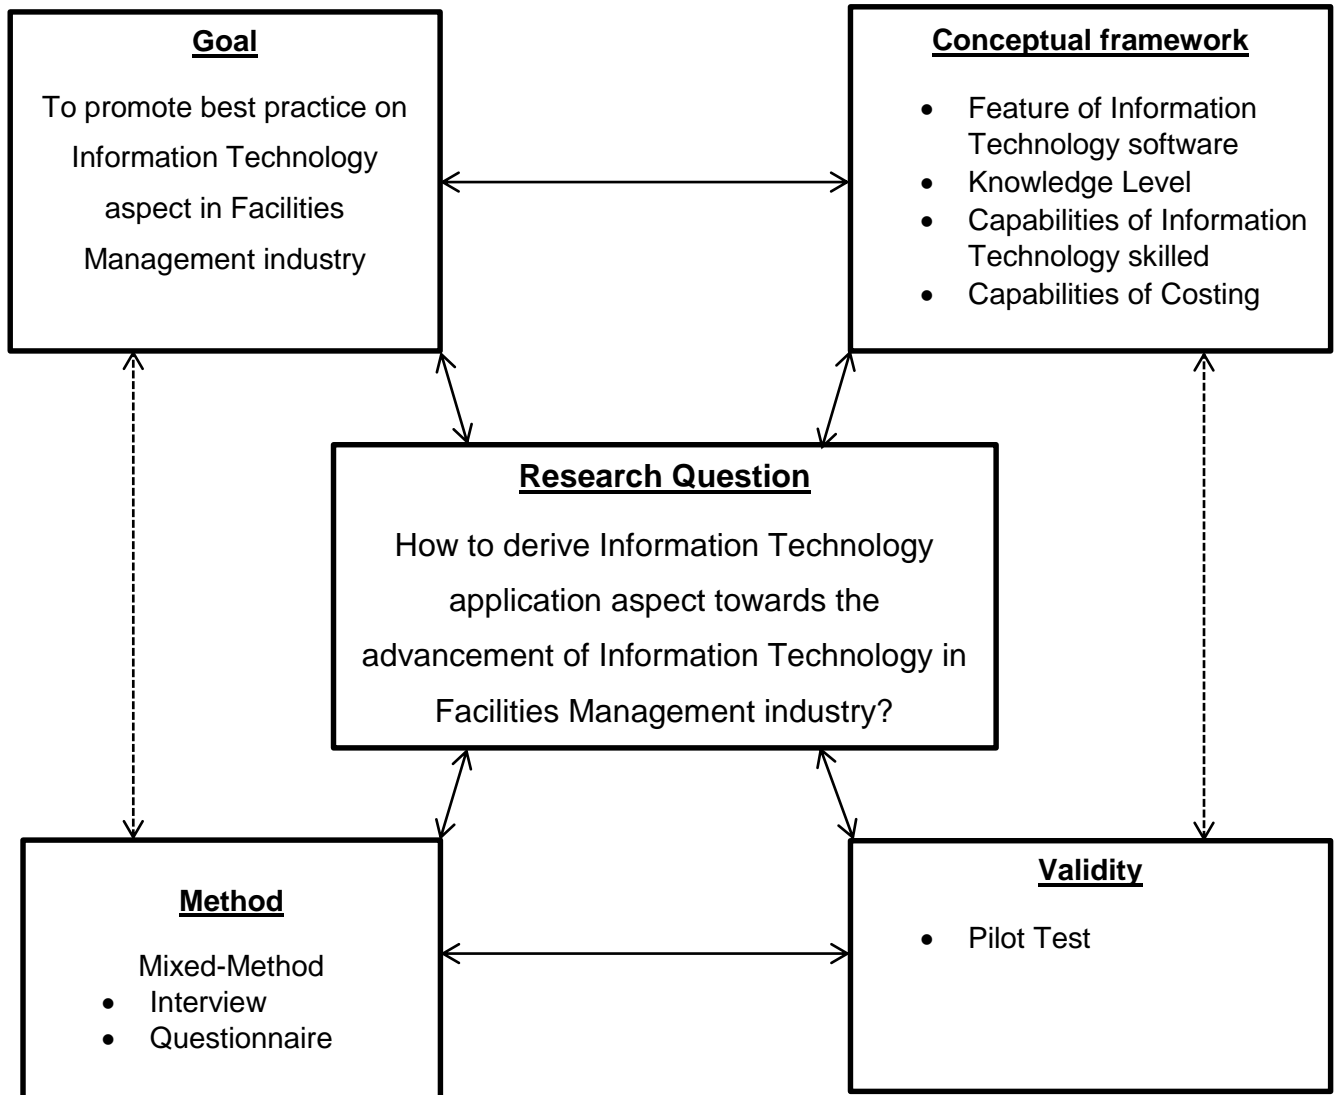 Goal
To promote best practice on
Information Technology
aspect in Facilities
Management industry
Conceptual framework
• Feature of Information
Technology software
• Knowledge Level
• Capabilities of Information
Technology skilled
• Capabilities of Costing
Research Question
How to derive Information Technology
application aspect towards the
advancement of Information Technology in
Facilities Management industry?
Method
Mixed-Method
• Interview
• Questionnaire
Validity
• Pilot Test